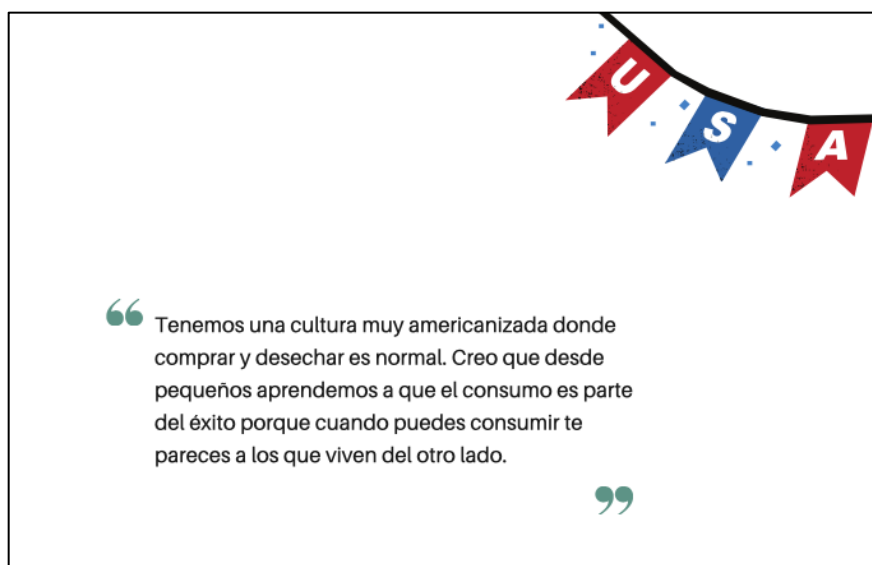 USA
“ Tenemos una cultura muy americanizada donde
comprar y desechar es normal. Creo que desde
pequeños aprendemos a que el consumo es parte
del éxito porque cuando puedes consumir te
pareces a los que viven del otro lado.
”